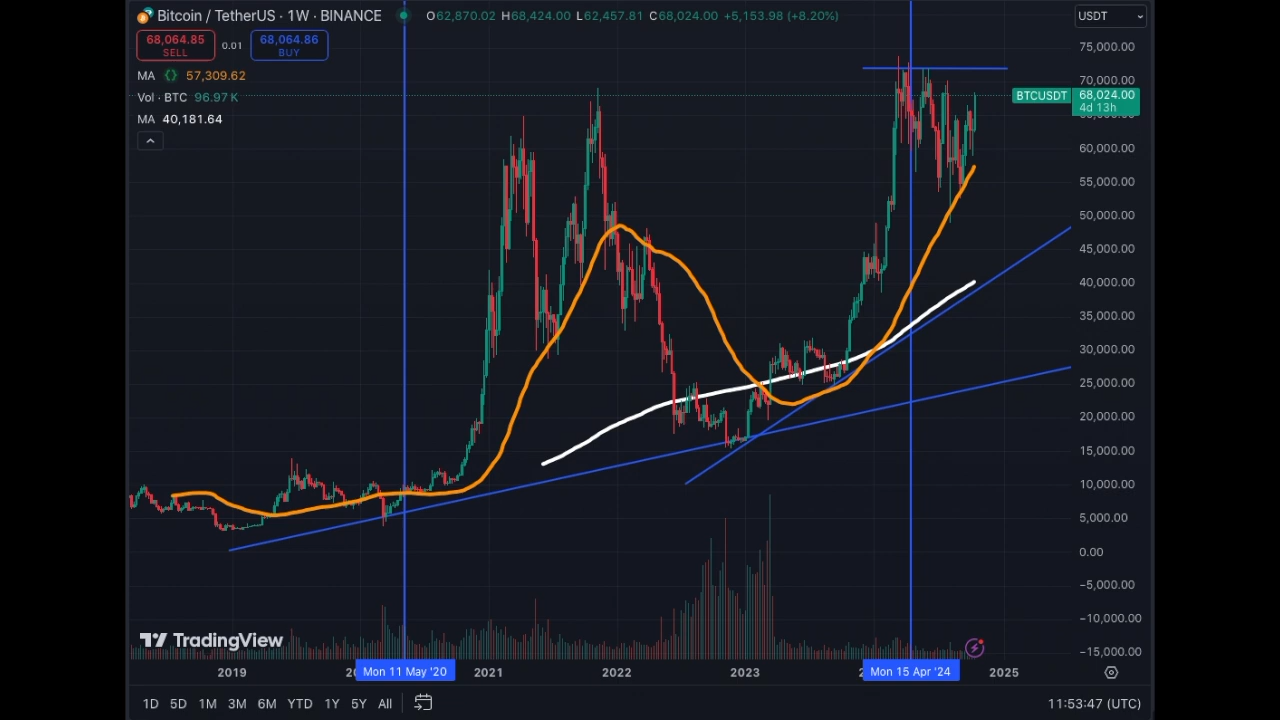 Bitcoin / TetherUS · 1W · BINANCE
O62,870.02 H68,424.00 L62,457.81 C68,024.00 +5,153.98 (+8.20%)
USDT
68,064.85
SELL
0.01
68,064.86
BUY
MA 57,309.62
Vol · BTC 96.97 K
MA 40,181.64
75,000.00
70,000.00
BTCUSDT
68,024.00
4d 13h
65,000.00
60,000.00
55,000.00
50,000.00
45,000.00
40,000.00
35,000.00
30,000.00
25,000.00
20,000.00
15,000.00
10,000.00
5,000.00
0.00
−5,000.00
−10,000.00
−15,000.00
TradingView
2019
Mon 11 May '20
2021
2022
2023
Mon 15 Apr '24
2025
1D 5D 1M 3M 6M YTD 1Y 5Y All
11:53:47 (UTC)